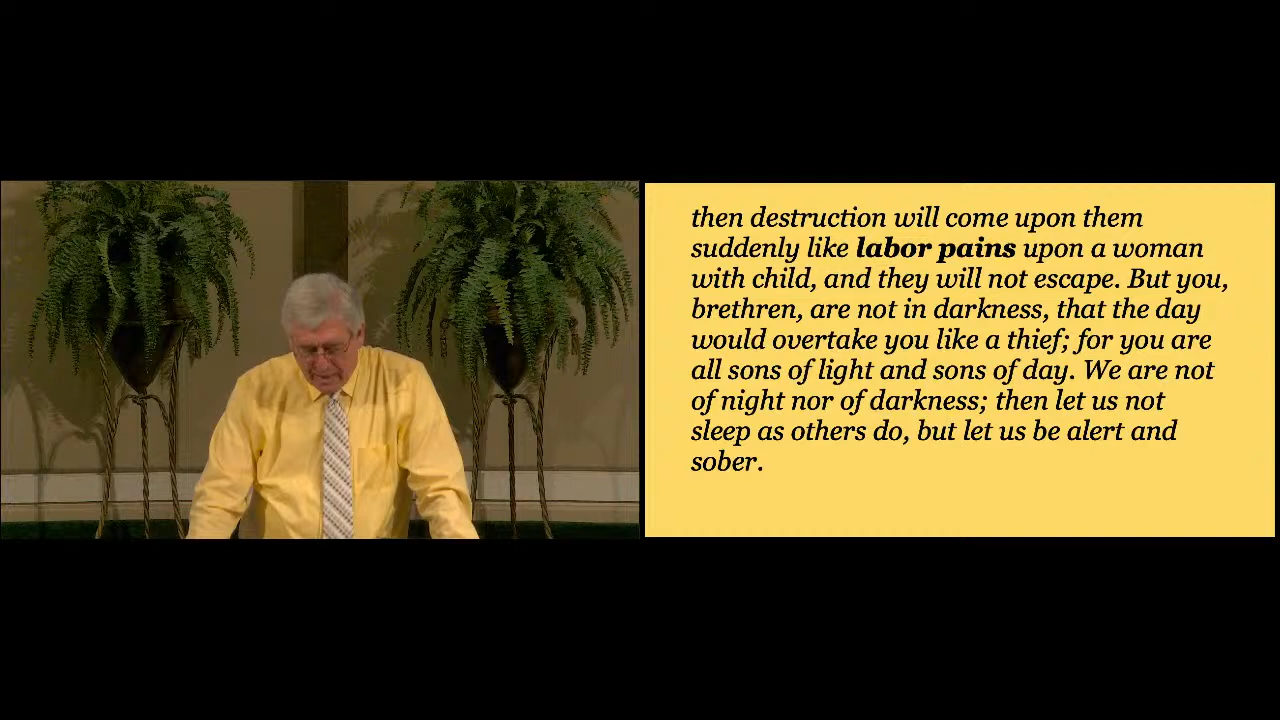 then destruction will come upon them
suddenly like labor pains upon a woman
with child, and they will not escape. But you,
brethren, are not in darkness, that the day
would overtake you like a thief; for you are
all sons of light and sons of day. We are not
of night nor of darkness; then let us not
sleep as others do, but let us be alert and
sober.